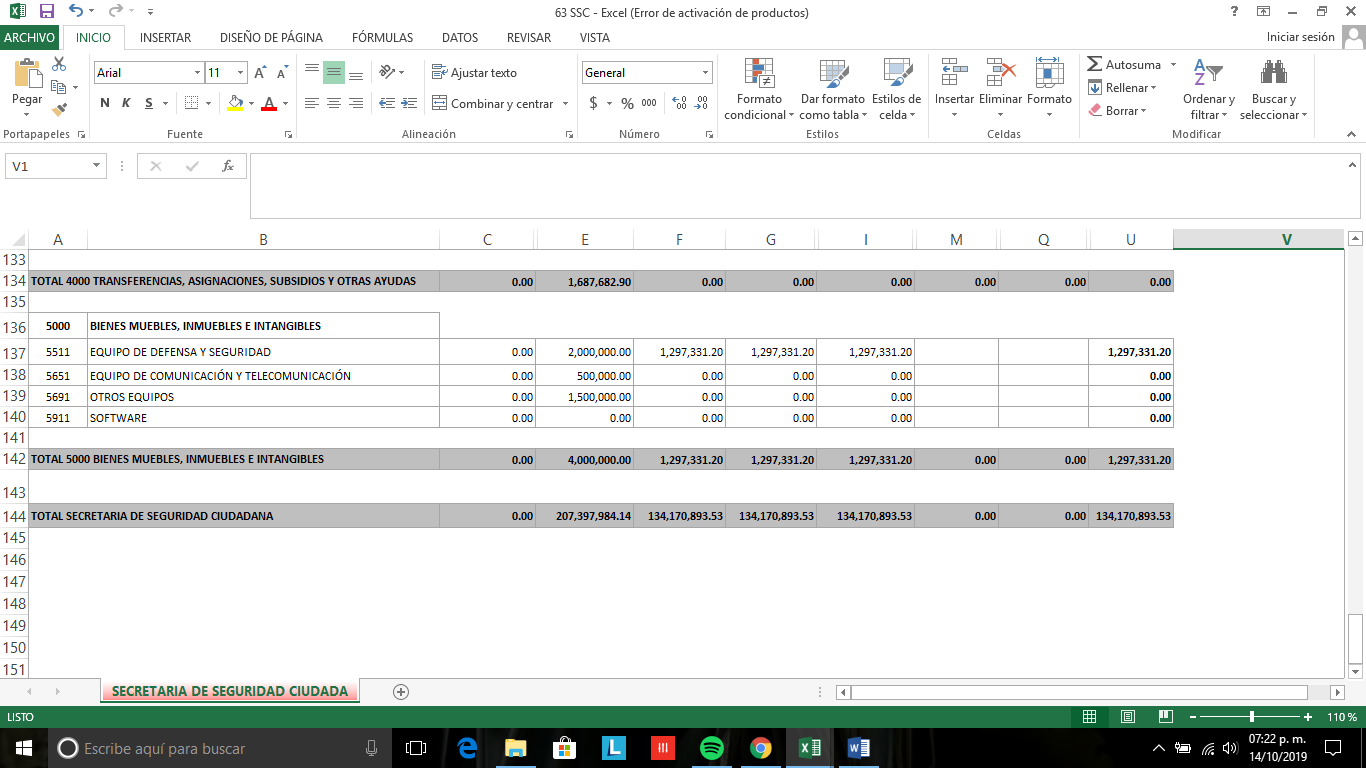 63 SSC - Excel (Error de activación de productos)
ARCHIVO INICIO INSERTAR DISEÑO DE PÁGINA FÓRMULAS DATOS REVISAR VISTA Iniciar sesión
Pegar
Portapapeles
Arial 11
N K S
Fuente
Ajustar texto
Combinar y centrar
Alineación
General
$ % 000
Número
Formato condicional
Dar formato como tabla
Estilos de celda
Estilos
Insertar Eliminar Formato
Celdas
Autosuma
Rellenar
Borrar
Ordenar y filtrar
Buscar y seleccionar
Modificar
V1
A B C E F G I M Q U V
133
134 TOTAL 4000 TRANSFERENCIAS, ASIGNACIONES, SUBSIDIOS Y OTRAS AYUDAS 0.00 1,687,682.90 0.00 0.00 0.00 0.00 0.00 0.00
135
136 5000 BIENES MUEBLES, INMUEBLES E INTANGIBLES
137 5511 EQUIPO DE DEFENSA Y SEGURIDAD 0.00 2,000,000.00 1,297,331.20 1,297,331.20 1,297,331.20 1,297,331.20
138 5651 EQUIPO DE COMUNICACIÓN Y TELECOMUNICACIÓN 0.00 500,000.00 0.00 0.00 0.00 0.00
139 5691 OTROS EQUIPOS 0.00 1,500,000.00 0.00 0.00 0.00 0.00
140 5911 SOFTWARE 0.00 0.00 0.00 0.00 0.00 0.00
141
142 TOTAL 5000 BIENES MUEBLES, INMUEBLES E INTANGIBLES 0.00 4,000,000.00 1,297,331.20 1,297,331.20 1,297,331.20 0.00 0.00 1,297,331.20
143
144 TOTAL SECRETARIA DE SEGURIDAD CIUDADANA 0.00 207,397,984.14 134,170,893.53 134,170,893.53 134,170,893.53 0.00 0.00 134,170,893.53
145
146
147
148
149
150
151
SECRETARIA DE SEGURIDAD CIUDADA
LISTO 110 %
Escribe aquí para buscar
07:22 p. m.
14/10/2019